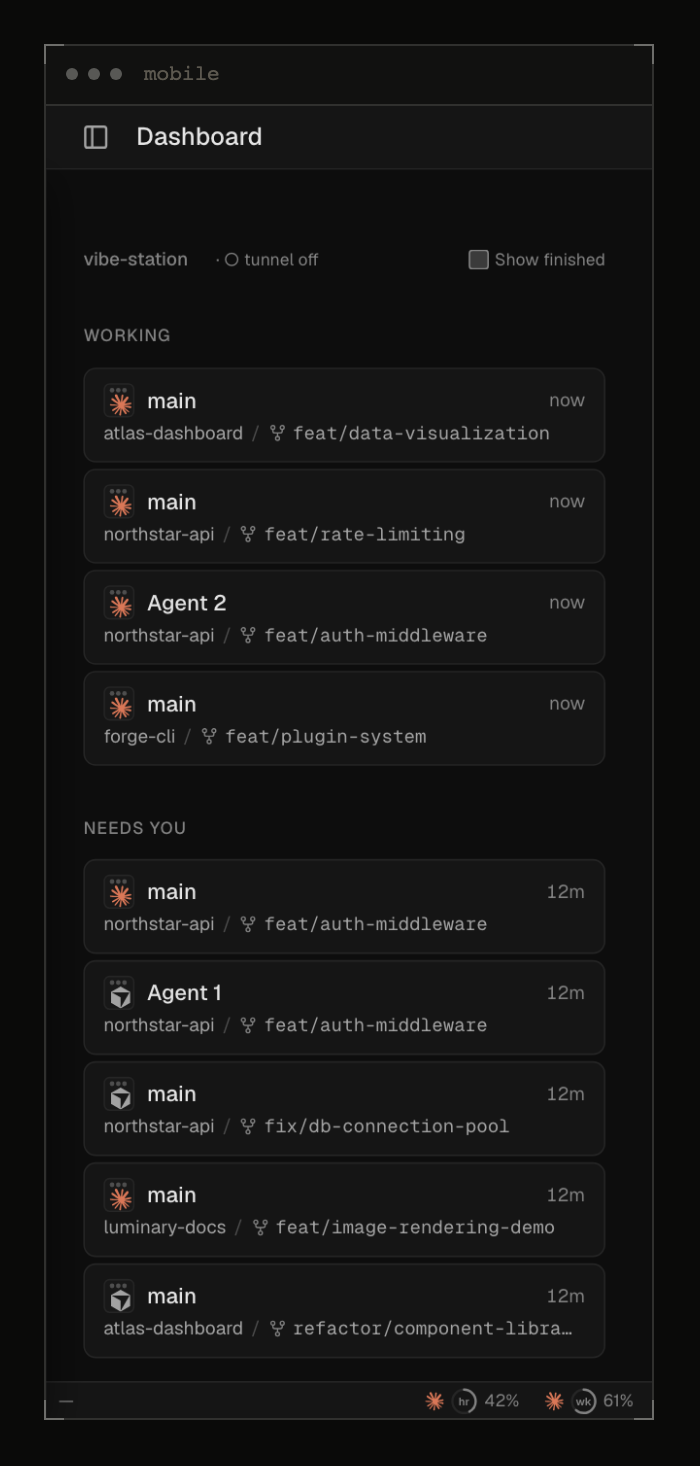 mobile
Dashboard
vibe-station · tunnel off Show finished
WORKING
main now
atlas-dashboard / feat/data-visualization
main now
northstar-api / feat/rate-limiting
Agent 2 now
northstar-api / feat/auth-middleware
main now
forge-cli / feat/plugin-system
NEEDS YOU
main 12m
northstar-api / feat/auth-middleware
Agent 1 12m
northstar-api / feat/auth-middleware
main 12m
northstar-api / fix/db-connection-pool
main 12m
luminary-docs / feat/image-rendering-demo
main 12m
atlas-dashboard / refactor/component-libra…
— hr 42% wk 61%